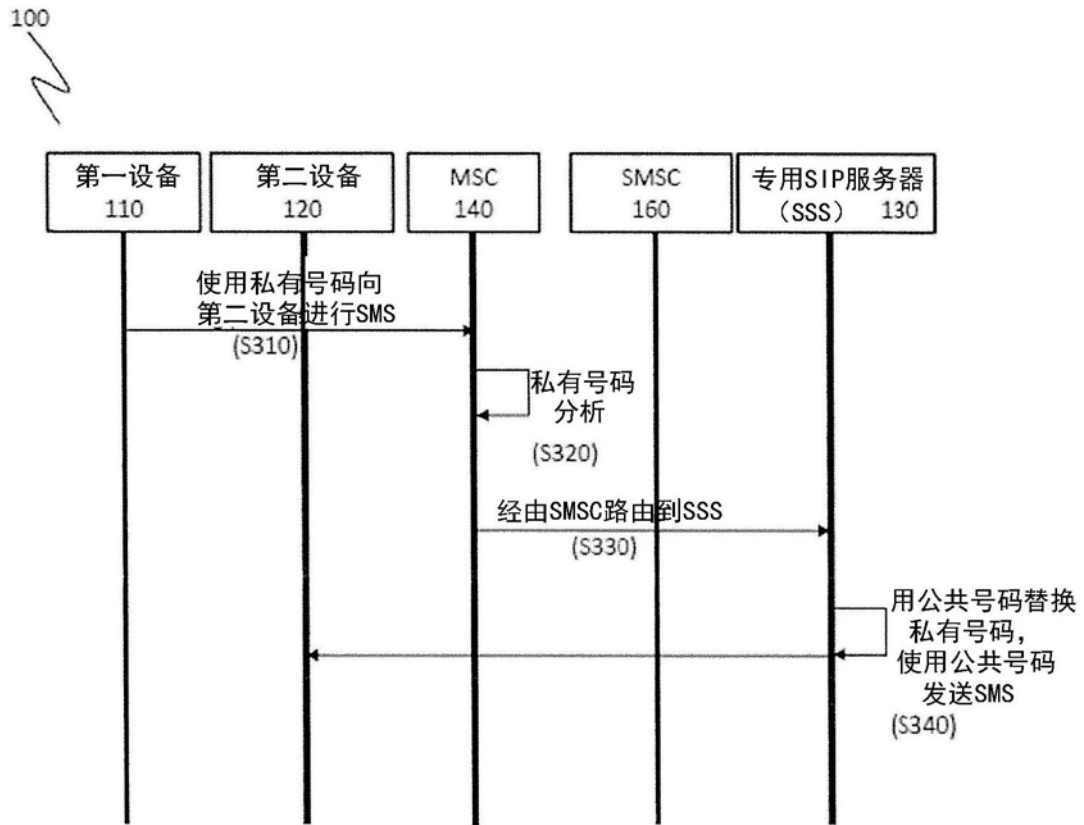 100
第一设备
110
第二设备
120
MSC
140
SMSC
160
专用SIP服务器
（SSS） 130
使用私有号码向
第二设备进行SMS
(S310)
私有号码
分析
(S320)
经由SMSC路由到SSS
(S330)
用公共号码替换
私有号码，
使用公共号码
发送SMS
(S340)